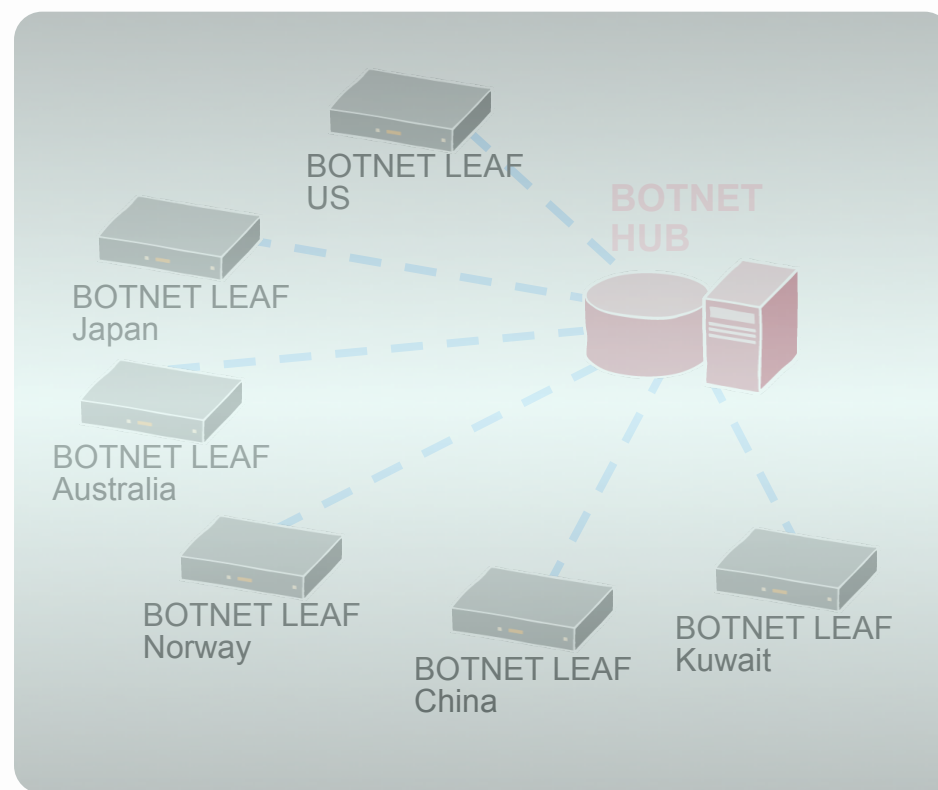 BOTNET LEAF
US
BOTNET
HUB
BOTNET LEAF
Japan
BOTNET LEAF
Australia
BOTNET LEAF
Norway
BOTNET LEAF
China
BOTNET LEAF
Kuwait